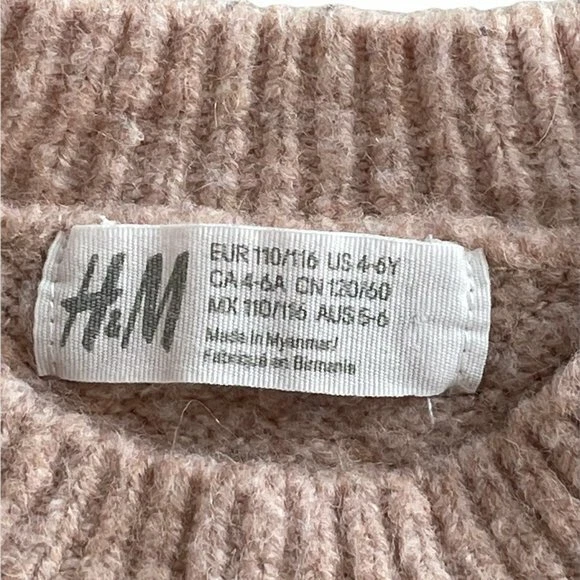 H&M
EUR 110/116 US 4-6Y
CA 4-6A CN 120/60
MX 110/116 AUS 5-6
Made in Myanmar/
Fabriqué en Birmanie